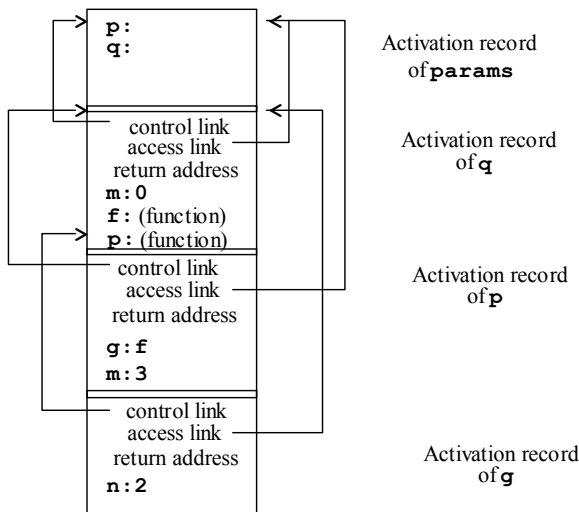 p:
q:
Activation record
of params
control link
access link
return address
m:0
f: (function)
p: (function)
Activation record
of q
control link
access link
return address
g:f
m:3
Activation record
of p
control link
access link
return address
n:2
Activation record
of g